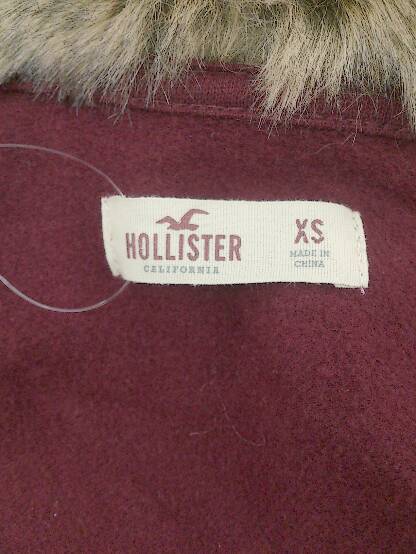 HOLLISTER
CALIFORNIA
XS
MADE IN
CHINA